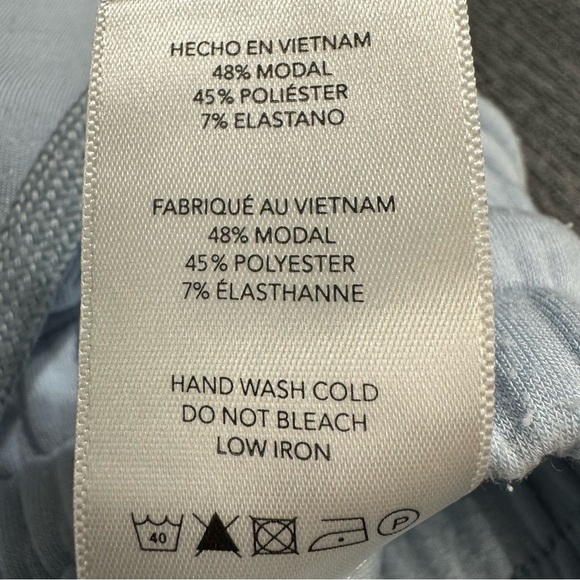 HECHO EN VIETNAM
48% MODAL
45% POLIÉSTER
7% ELASTANO
FABRIQUÉ AU VIETNAM
48% MODAL
45% POLYESTER
7% ÉLASTHANNE
HAND WASH COLD
DO NOT BLEACH
LOW IRON
40 P